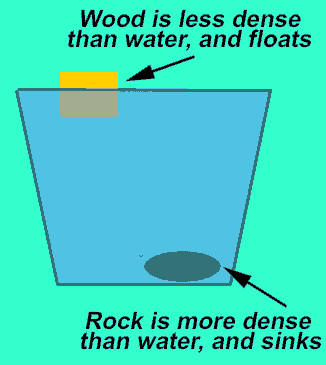 Wood is less dense
than water, and floats
Rock is more dense
than water, and sinks